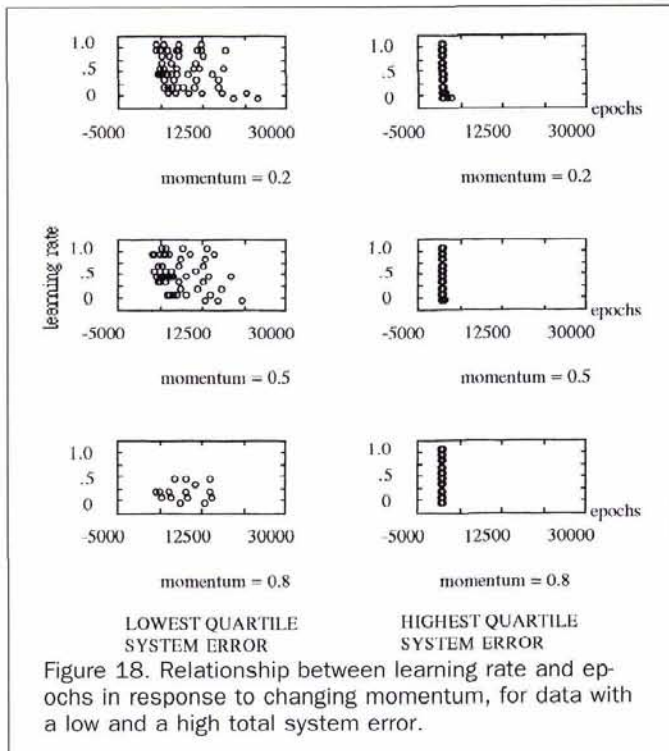 1.0
.5
0
-5000 12500 30000
momentum = 0.2
1.0
.5
0
epochs
-5000 12500 30000
momentum = 0.2
learning rate
1.0
.5
0
-5000 12500 30000
momentum = 0.5
1.0
.5
0
-5000 12500 30000
momentum = 0.5
1.0
.5
0
-5000 12500 30000
momentum = 0.8
1.0
.5
0
epochs
-5000 12500 30000
momentum = 0.8
LOWEST QUARTILE
SYSTEM ERROR
HIGHEST QUARTILE
SYSTEM ERROR
Figure 18. Relationship between learning rate and ep-
ochs in response to changing momentum, for data with
a low and a high total system error.